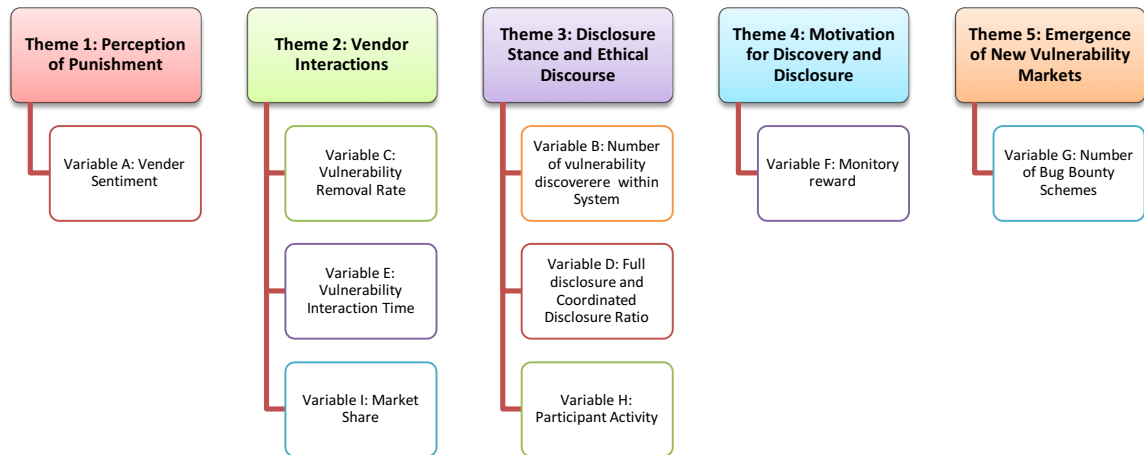 Theme 1: Perception
of Punishment
Variable A: Vender
Sentiment
Theme 2: Vendor
Interactions
Variable C:
Vulnerability
Removal Rate
Variable E:
Vulnerability
Interaction Time
Variable I: Market
Share
Theme 3: Disclosure
Stance and Ethical
Discourse
Variable B: Number
of vulnerability
discoverere within
System
Variable D: Full
disclosure and
Coordinated
Disclosure Ratio
Variable H:
Participant Activity
Theme 4: Motivation
for Discovery and
Disclosure
Variable F: Monitory
reward
Theme 5: Emergence
of New Vulnerability
Markets
Variable G: Number
of Bug Bounty
Schemes